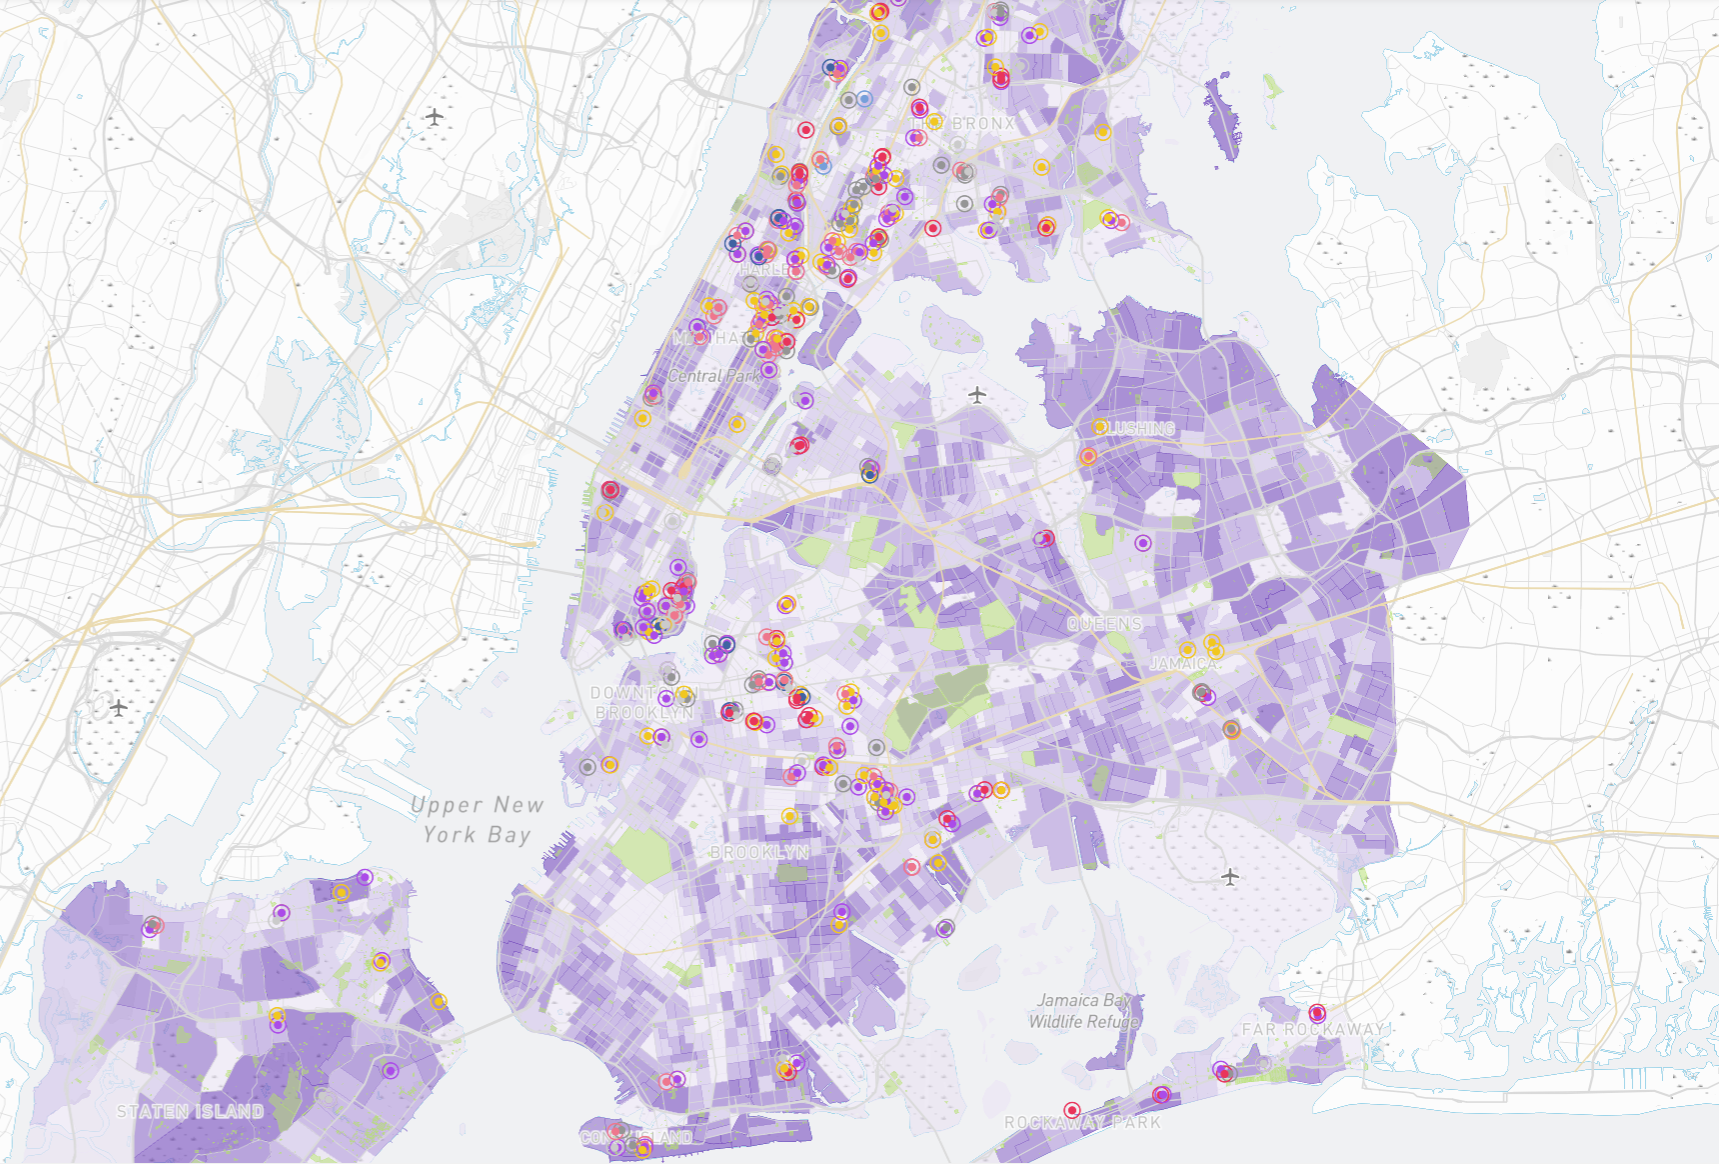 THE BRONX
HARLEM
MANHATTAN
Central Park
FLUSHING
QUEENS
JAMAICA
DOWNTOWN
BROOKLYN
Upper New
York Bay
BROOKLYN
Jamaica Bay
Wildlife Refuge
FAR ROCKAWAY
STATEN ISLAND
ROCKAWAY PARK
CONEY ISLAND